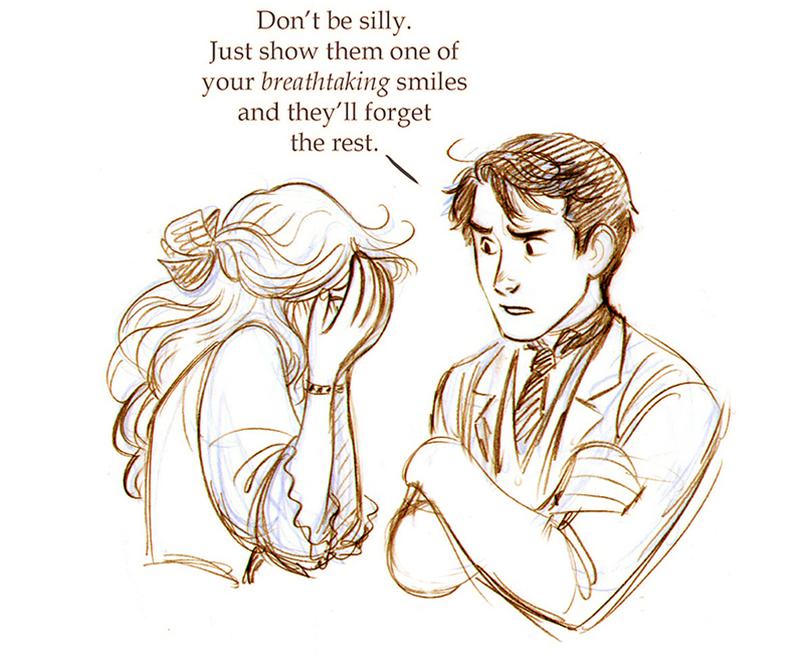 Don’t be silly.
Just show them one of
your breathtaking smiles
and they’ll forget
the rest.